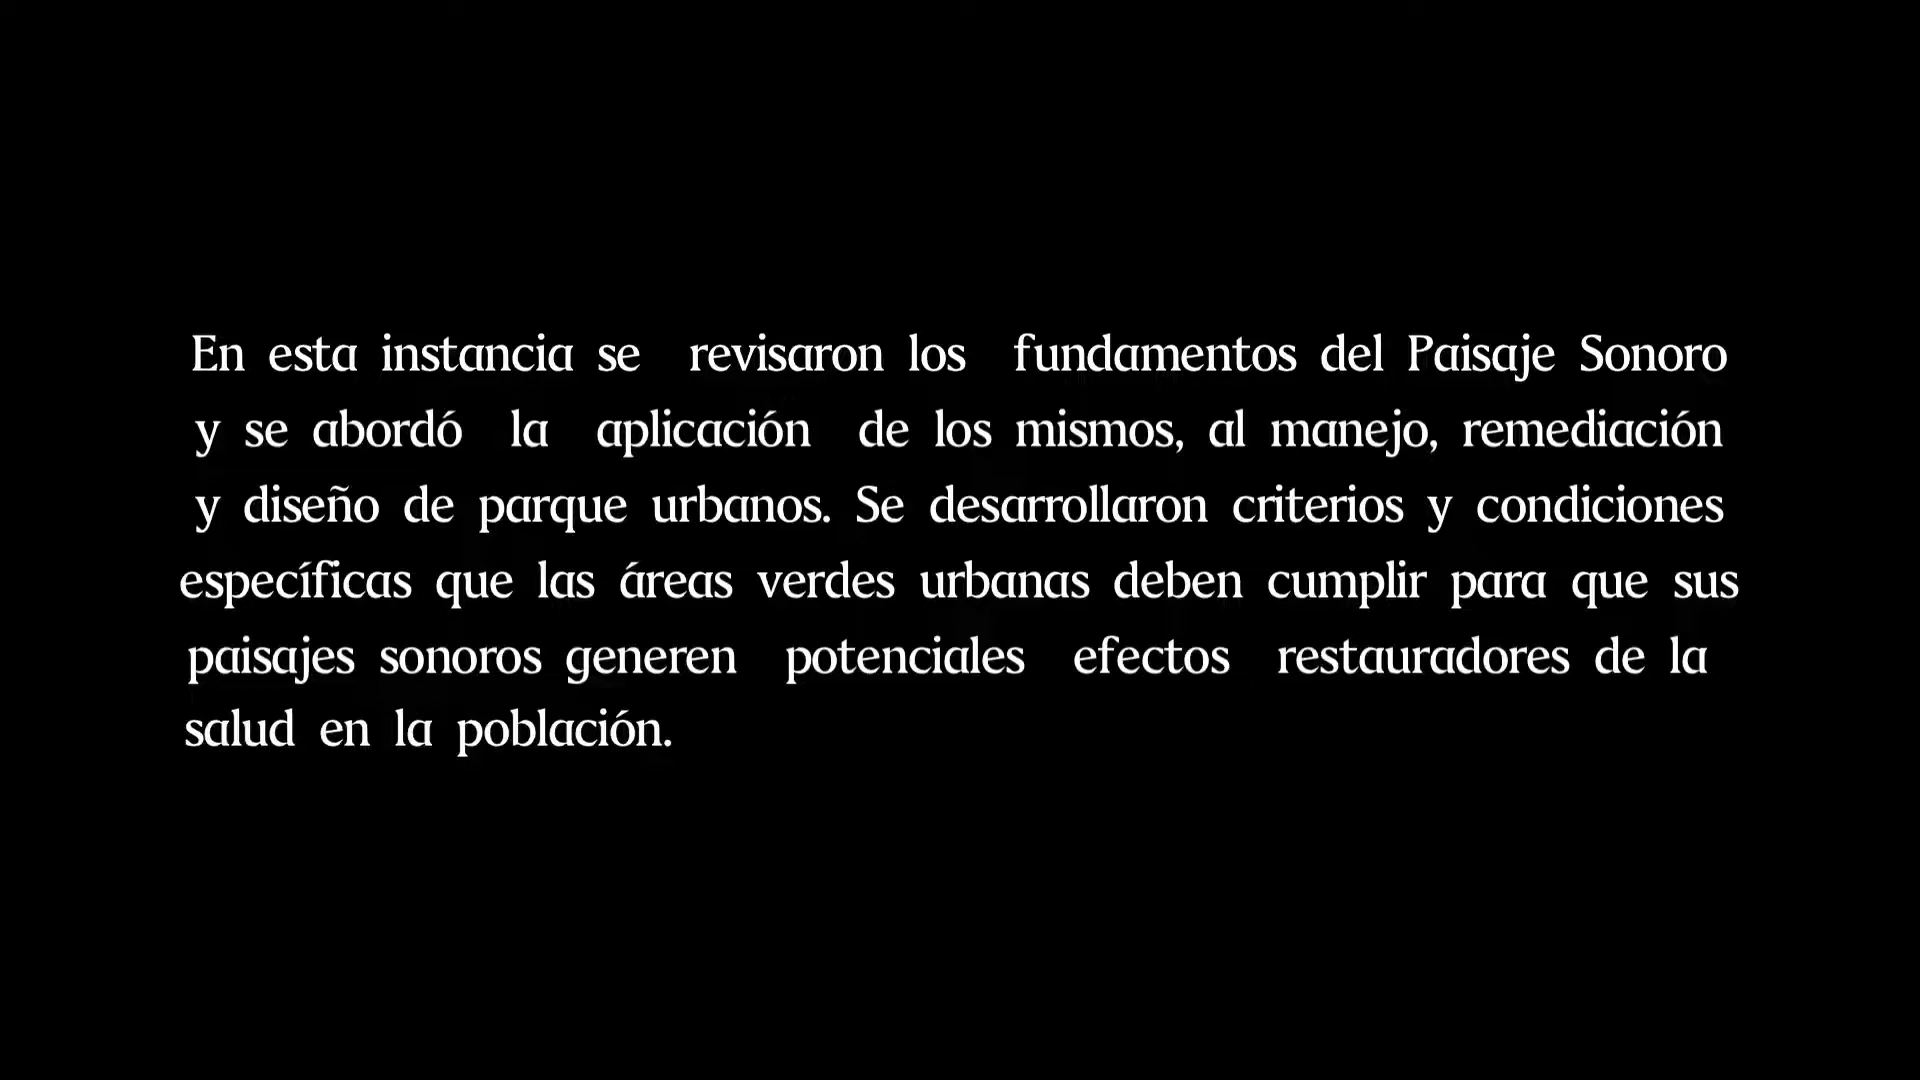 En esta instancia se revisaron los fundamentos del Paisaje Sonoro
y se abordó la aplicación de los mismos, al manejo, remediación
y diseño de parque urbanos. Se desarrollaron criterios y condiciones
específicas que las áreas verdes urbanas deben cumplir para que sus
paisajes sonoros generen potenciales efectos restauradores de la
salud en la población.